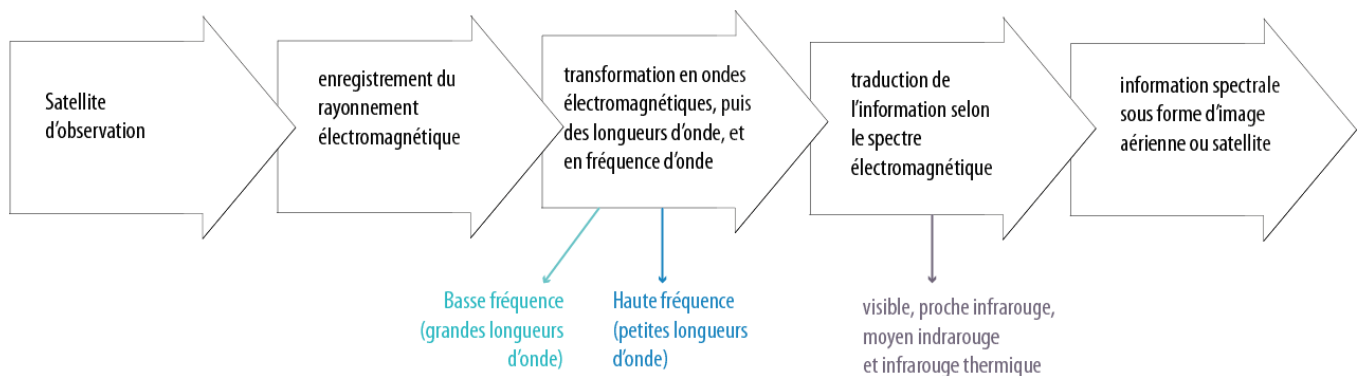 Satellite
d'observation
enregistrement du
rayonnement
électromagnétique
transformation en ondes
électromagnétiques, puis
des longueurs d'onde, et
en fréquence d'onde
traduction de
l'information selon
le spectre
électromagnétique
information spectrale
sous forme d'image
aérienne ou satellite
Basse fréquence
(grandes longueurs
d'onde)
Haute fréquence
(petites longueurs
d'onde)
visible, proche infrarouge,
moyen indrarouge
et infrarouge thermique